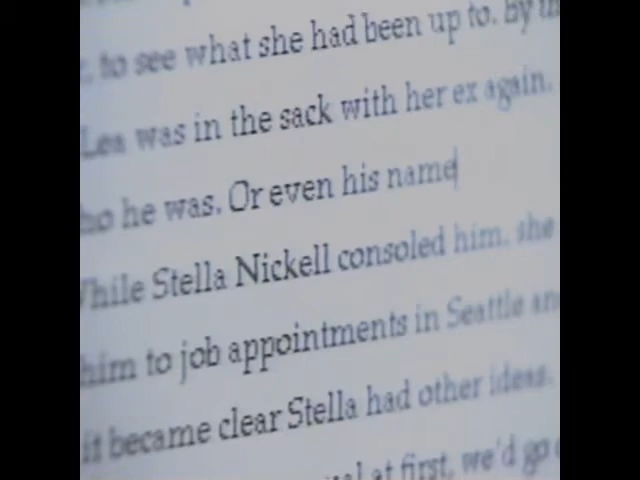 to see what she had been up to. By
Lea was in the sack with her ex again.
he was. Or even his name
While Stella Nickell consoled him, she
him to job appointments in Seattle
it became clear Stella had other ideas.
at first, we'd go